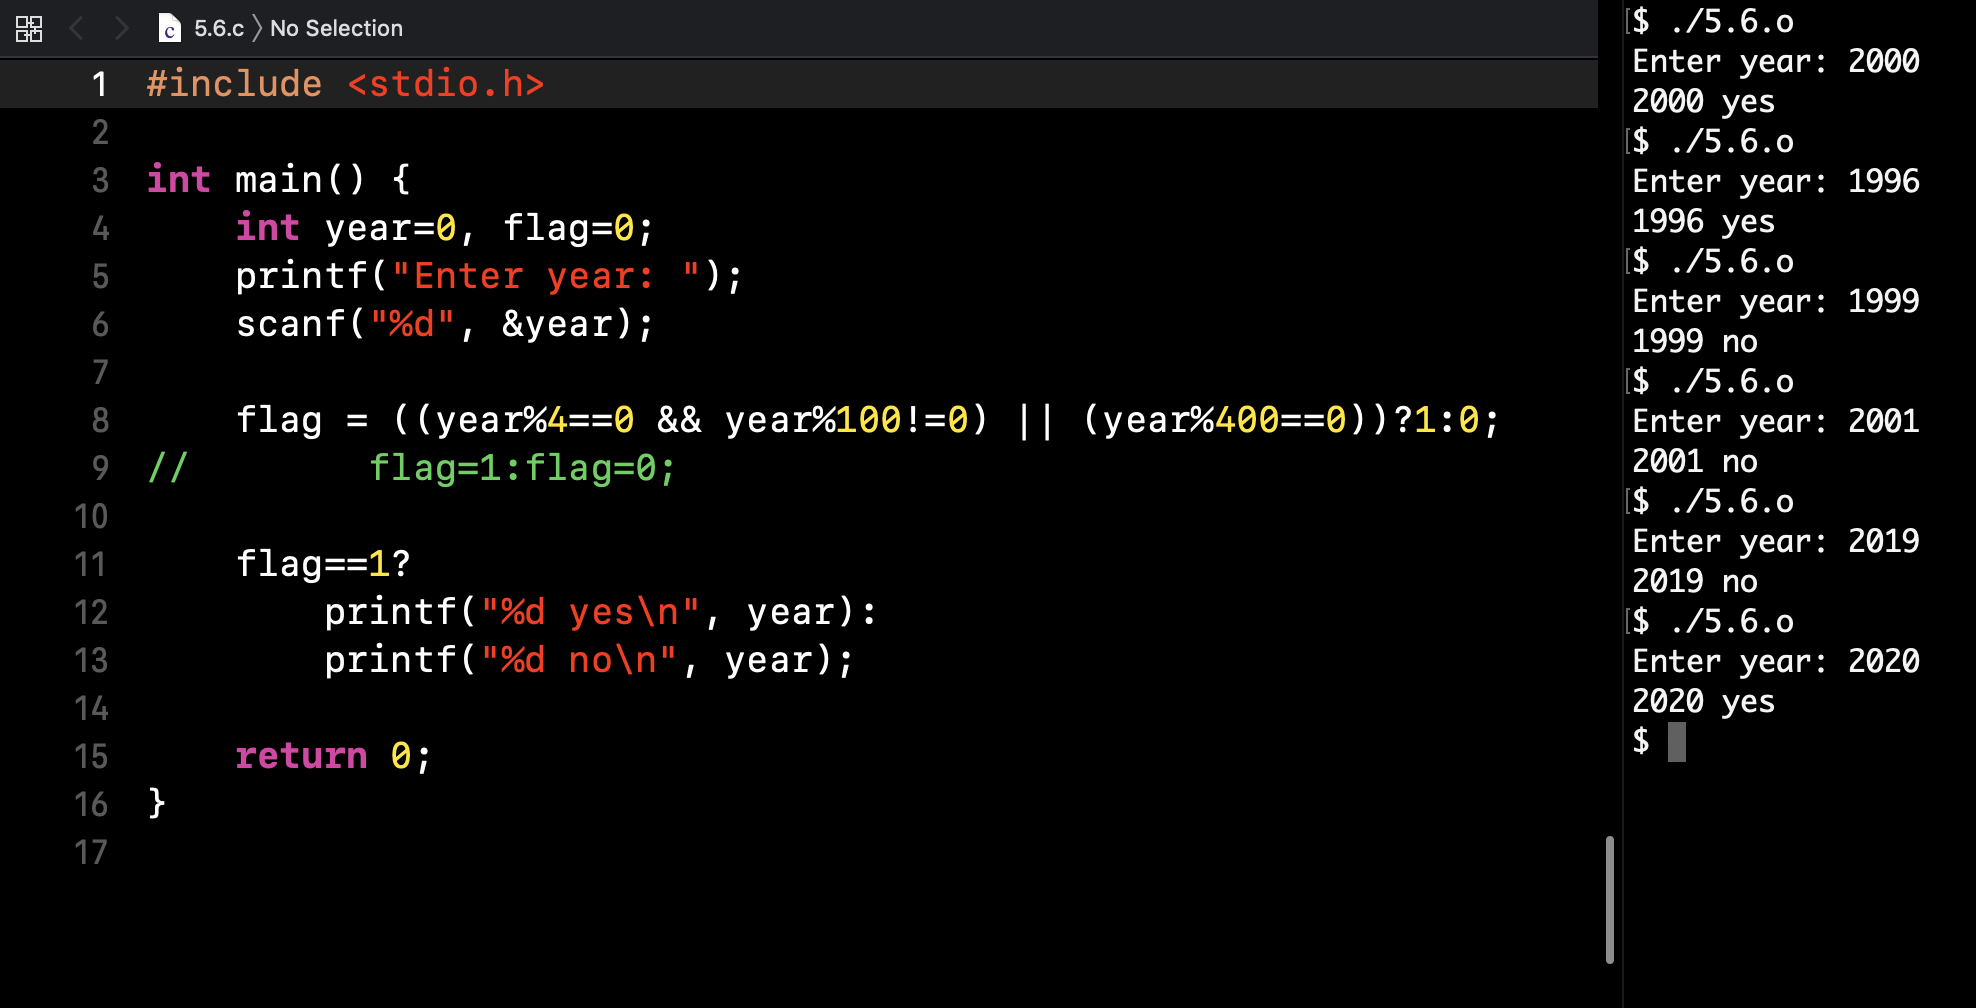 5.6.c 〉 No Selection
1 #include <stdio.h>
2
3 int main() {
4     int year=0, flag=0;
5     printf("Enter year: ");
6     scanf("%d", &year);
7
8     flag = ((year%4==0 && year%100!=0) || (year%400==0))?1:0;
9 //        flag=1:flag=0;
10
11     flag==1?
12         printf("%d yes\n", year):
13         printf("%d no\n", year);
14
15     return 0;
16 }
17
[$ ./5.6.o
Enter year: 2000
2000 yes
[$ ./5.6.o
Enter year: 1996
1996 yes
[$ ./5.6.o
Enter year: 1999
1999 no
[$ ./5.6.o
Enter year: 2001
2001 no
[$ ./5.6.o
Enter year: 2019
2019 no
[$ ./5.6.o
Enter year: 2020
2020 yes
$